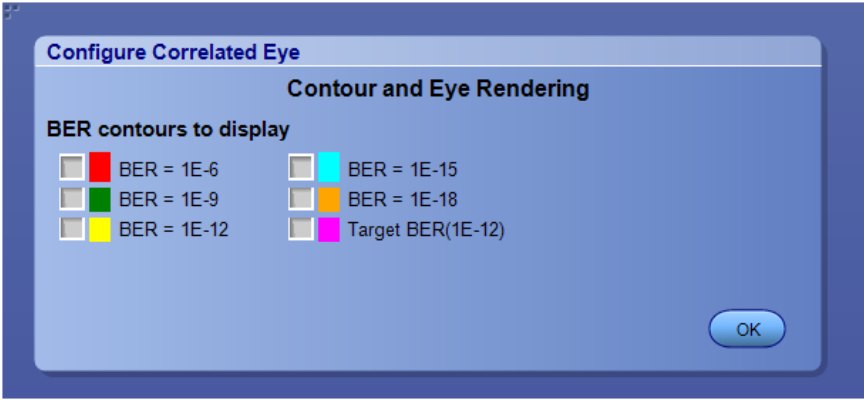 Configure Correlated Eye
Contour and Eye Rendering
BER contours to display
BER = 1E-6
BER = 1E-15
BER = 1E-9
BER = 1E-18
BER = 1E-12
Target BER(1E-12)
OK